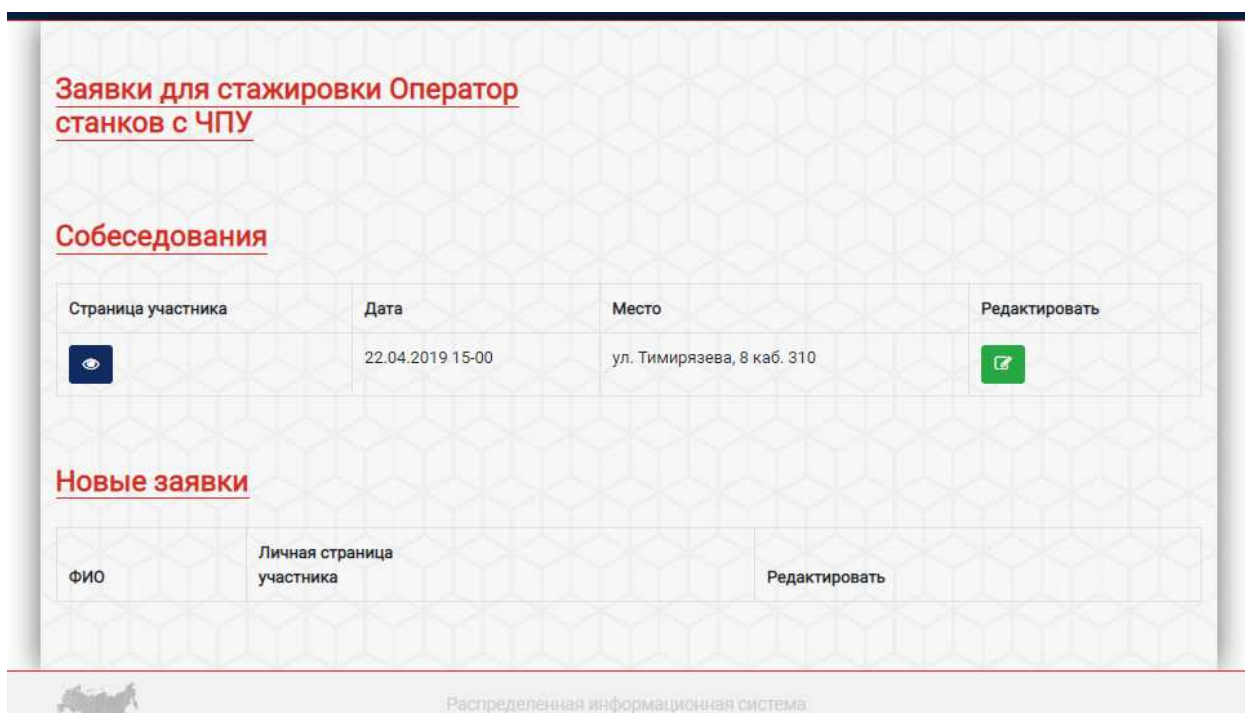 Заявки для стажировки Оператор
станков с ЧПУ
Собеседования
Страница участника Дата Место Редактировать
22.04.2019 15-00 ул. Тимирязева, 8 каб. 310
Новые заявки
ФИО Личная страница участника Редактировать
Распределенная информационная система